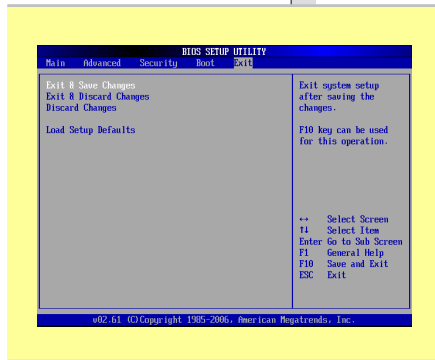 BIOS SETUP UTILITY
Main Advanced Security Boot Exit
Exit & Save Changes
Exit & Discard Changes
Discard Changes
Load Setup Defaults
Exit system setup
after saving the
changes.
F10 key can be used
for this operation.
↔ Select Screen
↑↓ Select Item
Enter Go to Sub Screen
F1 General Help
F10 Save and Exit
ESC Exit
v02.61 (C)Copyright 1985-2006, American Megatrends, Inc.